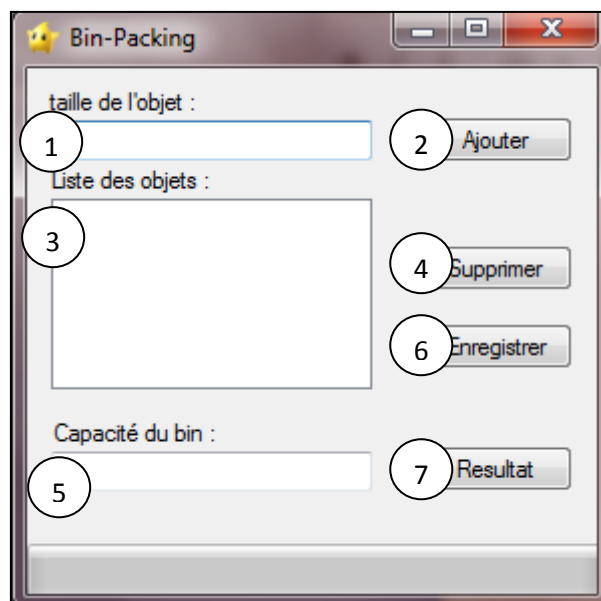 Bin-Packing
taille de l'objet :
1
2 Ajouter
Liste des objets :
3
4 Supprimer
6 Enregistrer
Capacité du bin :
5
7 Resultat